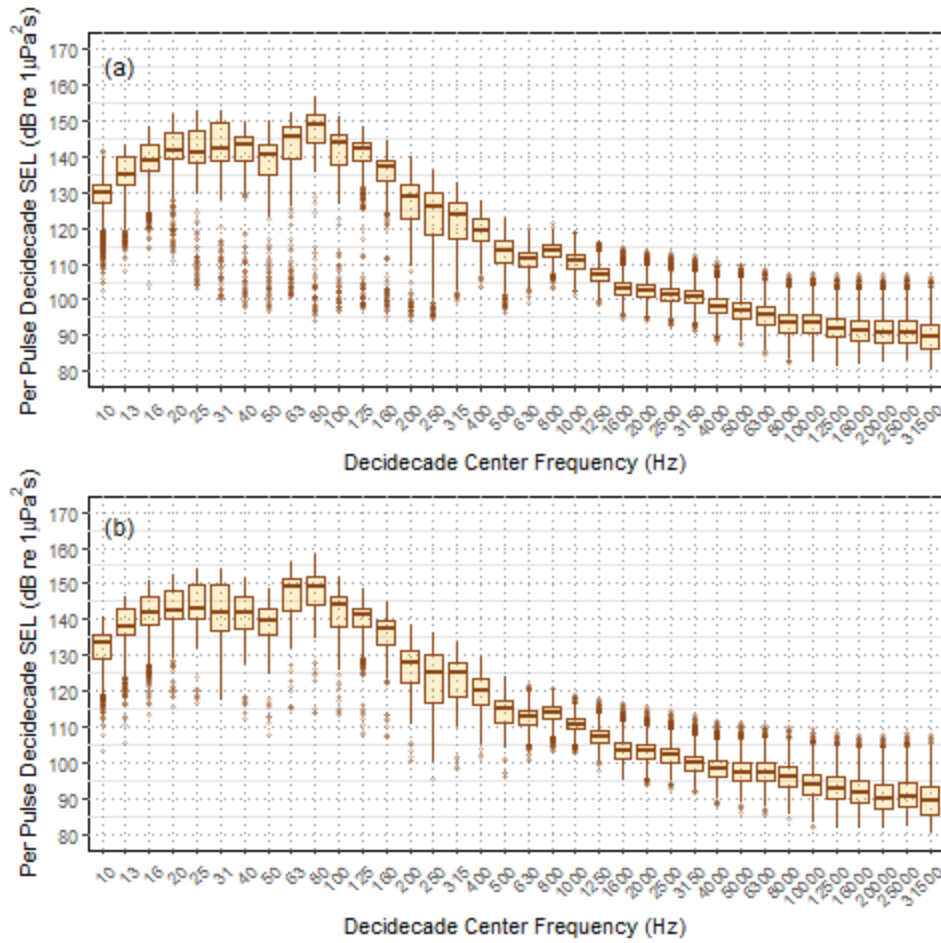 (a)
Per Pulse Decidecade SEL (dB re 1μPa²s)
170
160
150
140
130
120
110
100
90
80
10 13 16 20 25 31 40 50 63 80 100 125 160 200 250 315 400 500 630 800 1000 1250 1600 2000 2500 3150 4000 5000 6300 8000 10000 12500 16000 20000 25000 31500
Decidecade Center Frequency (Hz)
(b)
Per Pulse Decidecade SEL (dB re 1μPa²s)
170
160
150
140
130
120
110
100
90
80
10 13 16 20 25 31 40 50 63 80 100 125 160 200 250 315 400 500 630 800 1000 1250 1600 2000 2500 3150 4000 5000 6300 8000 10000 12500 16000 20000 25000 31500
Decidecade Center Frequency (Hz)